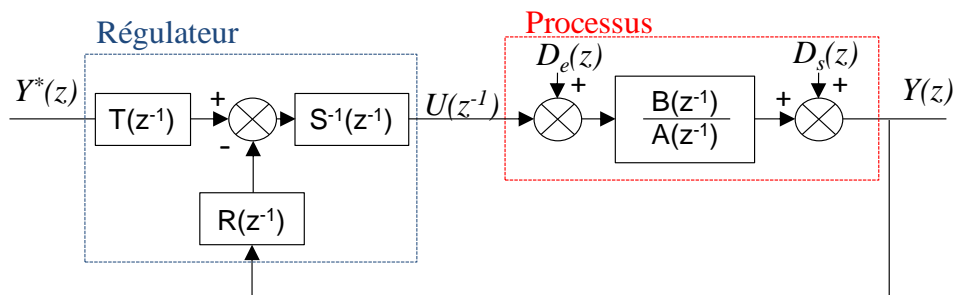 Régulateur
Processus
Y*(z)
T(z⁻¹)
+
-
S⁻¹(z⁻¹)
U(z⁻¹)
Dₑ(z)
+
B(z⁻¹)
A(z⁻¹)
+
Dₛ(z)
+
Y(z)
R(z⁻¹)